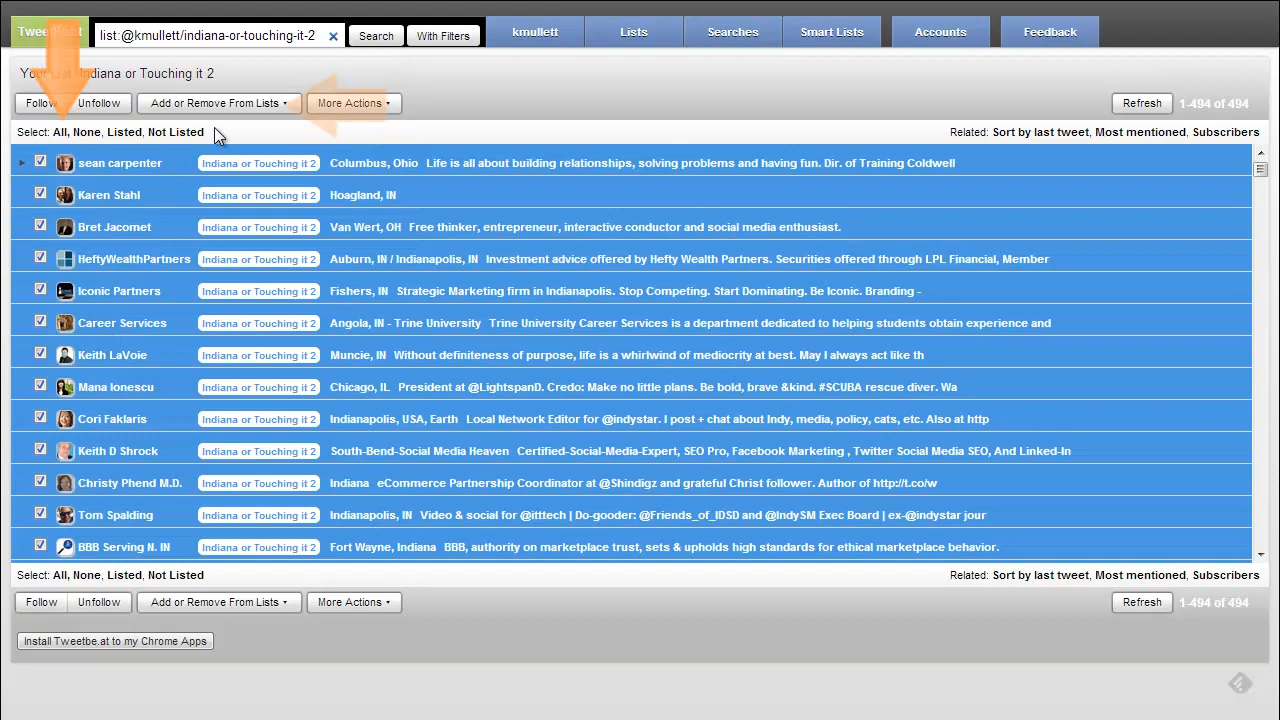 list:@kmullett/indiana-or-touching-it-2 × Search With Filters kmullett Lists Searches Smart Lists Accounts Feedback
Your List Indiana or Touching it 2
Follow Unfollow Add or Remove From Lists More Actions Refresh 1-494 of 494
Select: All, None, Listed, Not Listed Related: Sort by last tweet, Most mentioned, Subscribers
sean carpenter Indiana or Touching it 2 Columbus, Ohio Life is all about building relationships, solving problems and having fun. Dir. of Training Coldwell
Karen Stahl Indiana or Touching it 2 Hoagland, IN
Bret Jacomet Indiana or Touching it 2 Van Wert, OH Free thinker, entrepreneur, interactive conductor and social media enthusiast.
HeftyWealthPartners Indiana or Touching it 2 Auburn, IN / Indianapolis, IN Investment advice offered by Hefty Wealth Partners. Securities offered through LPL Financial, Member
Iconic Partners Indiana or Touching it 2 Fishers, IN Strategic Marketing firm in Indianapolis. Stop Competing. Start Dominating. Be Iconic. Branding -
Career Services Indiana or Touching it 2 Angola, IN - Trine University Trine University Career Services is a department dedicated to helping students obtain experience and
Keith LaVoie Indiana or Touching it 2 Muncie, IN Without definiteness of purpose, life is a whirlwind of mediocrity at best. May I always act like th
Mana Ionescu Indiana or Touching it 2 Chicago, IL President at @LightspanD. Credo: Make no little plans. Be bold, brave &kind. #SCUBA rescue diver. Wa
Cori Faklaris Indiana or Touching it 2 Indianapolis, USA, Earth Local Network Editor for @indystar. I post + chat about Indy, media, policy, cats, etc. Also at http
Keith D Shrock Indiana or Touching it 2 South-Bend-Social Media Heaven Certified-Social-Media-Expert, SEO Pro, Facebook Marketing , Twitter Social Media SEO, And Linked-In
Christy Phend M.D. Indiana or Touching it 2 Indiana eCommerce Partnership Coordinator at @Shindigz and grateful Christ follower. Author of http://t.co/w
Tom Spalding Indiana or Touching it 2 Indianapolis, IN Video & social for @itttech | Do-gooder: @Friends_of_IDSD and @IndySM Exec Board | ex-@indystar jour
BBB Serving N. IN Indiana or Touching it 2 Fort Wayne, Indiana BBB, authority on marketplace trust, sets & upholds high standards for ethical marketplace behavior.
Select: All, None, Listed, Not Listed Related: Sort by last tweet, Most mentioned, Subscribers
Follow Unfollow Add or Remove From Lists More Actions Refresh 1-494 of 494
Install Tweetbe.at to my Chrome Apps